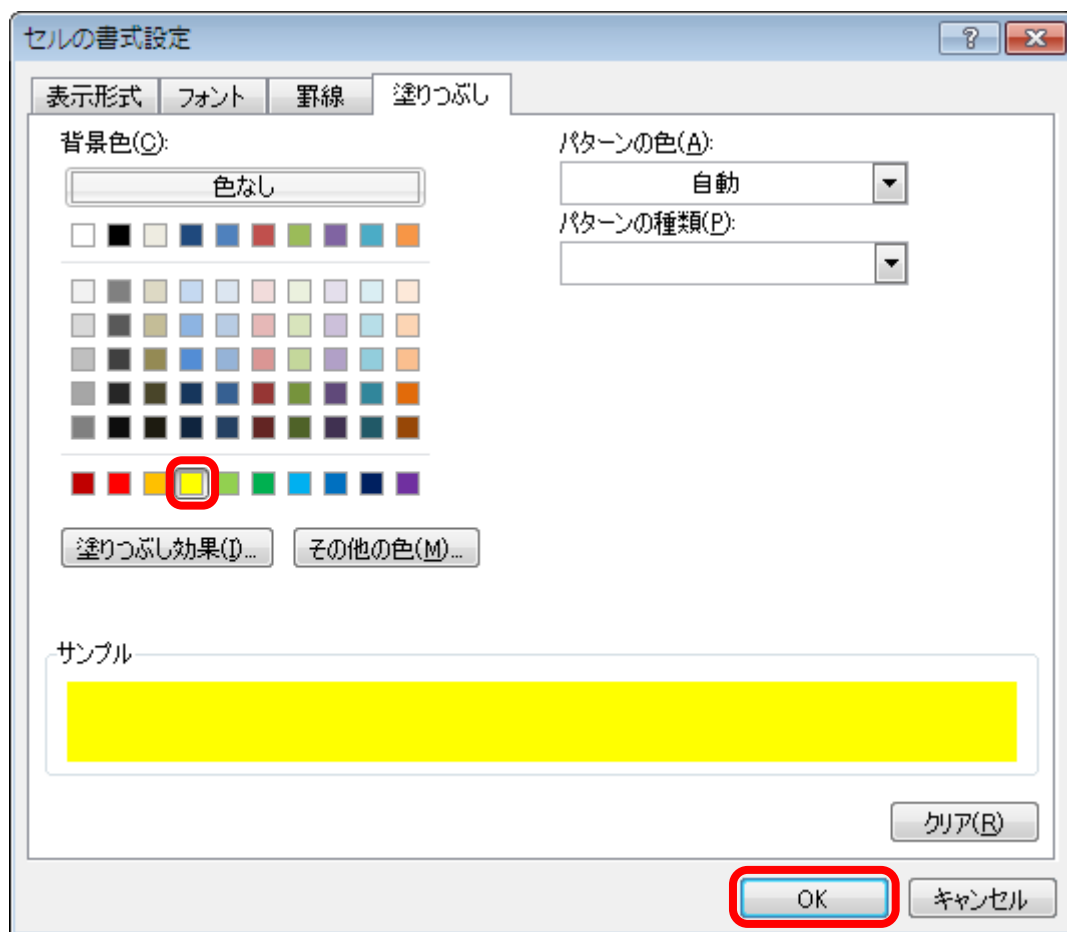 セルの書式設定
表示形式 フォント 罫線 塗りつぶし
背景色(C):
色なし
パターンの色(A):
自動
パターンの種類(P):
塗りつぶし効果(I)... その他の色(M)...
サンプル
クリア(R)
OK キャンセル